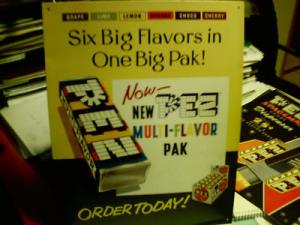 GRAPE LIME LEMON ORANGE CHOCO CHERRY
Six Big Flavors in
One Big Pak!
Now—
NEW PEZ
MULTI-FLAVOR
PAK
PEZ
ORDER TODAY!